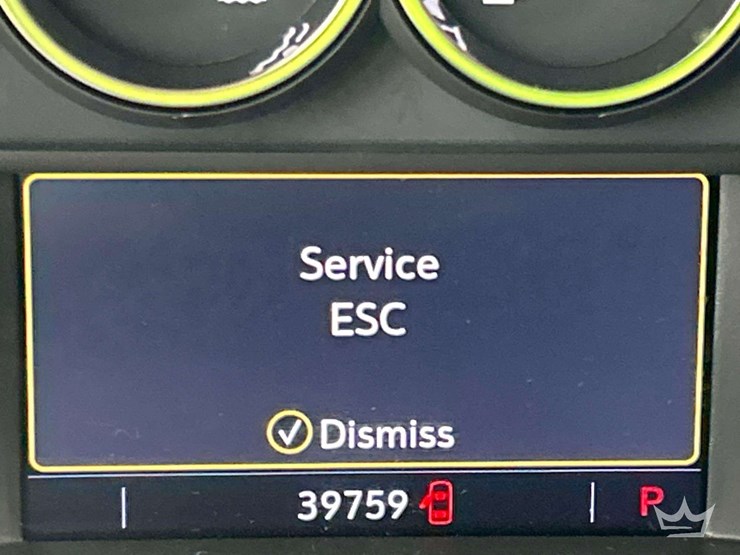 Service
ESC
Dismiss
39759
P